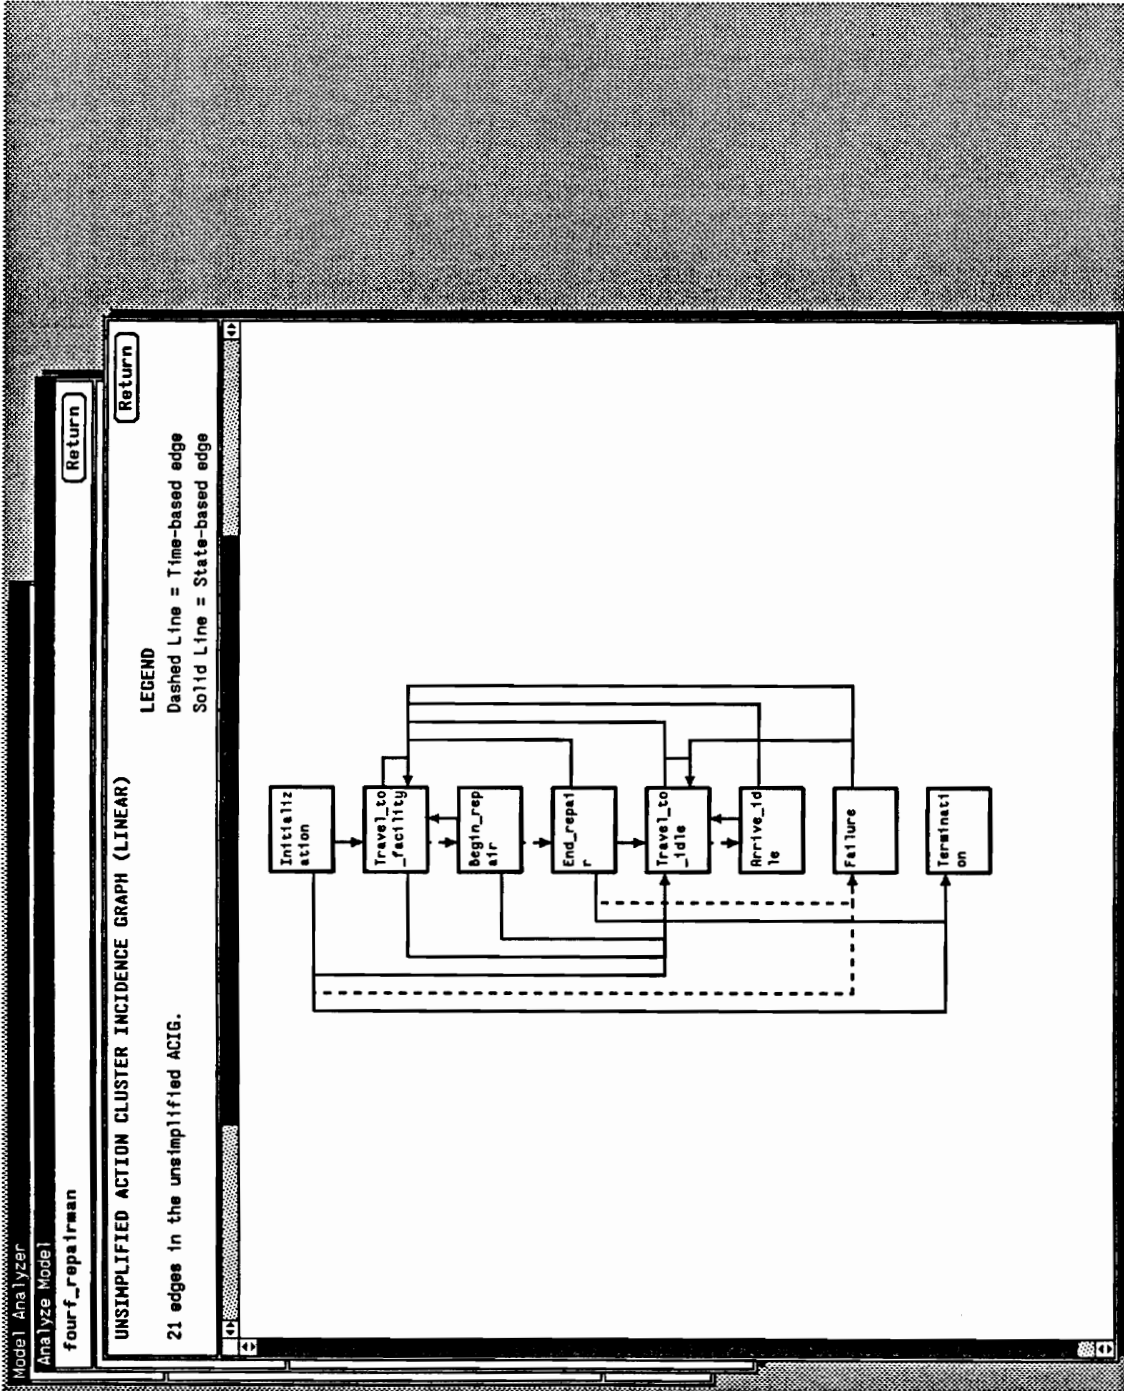 Model Analyzer
Analyze Model
fourf_repairman
Return
UNSIMPLIFIED ACTION CLUSTER INCIDENCE GRAPH (LINEAR)
Return
LEGEND
21 edges in the unsimplified ACIG.
Dashed Line = Time-based edge
Solid Line = State-based edge
Initializ
ation
Travel_to
_facility
Begin_rep
air
End_repai
r
Travel_to
_idle
Arrive_id
le
Failure
Terminati
on